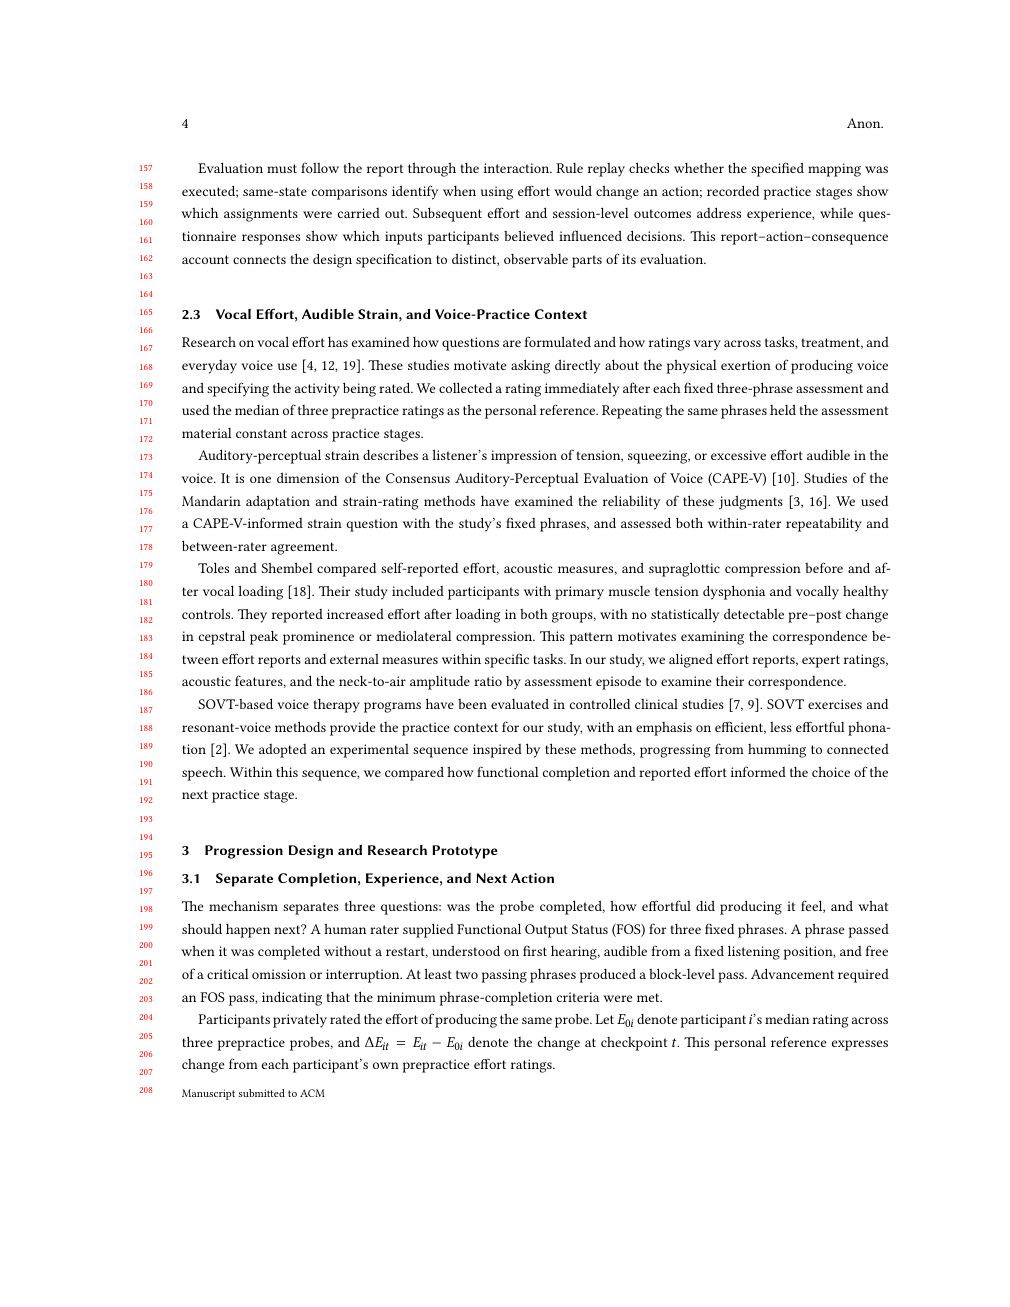 4
Anon.
157
158
159
160
161
162
163
164
165
166
167
168
169
170
171
172
173
174
175
176
177
178
179
180
181
182
183
184
185
186
187
188
189
190
191
192
193
194
195
196
197
198
199
200
201
202
203
204
205
206
207
208
Evaluation must follow the report through the interaction. Rule replay checks whether the specified mapping was
executed; same-state comparisons identify when using effort would change an action; recorded practice stages show
which assignments were carried out. Subsequent effort and session-level outcomes address experience, while ques-
tionnaire responses show which inputs participants believed influenced decisions. This report–action–consequence
account connects the design specification to distinct, observable parts of its evaluation.
2.3 Vocal Effort, Audible Strain, and Voice-Practice Context
Research on vocal effort has examined how questions are formulated and how ratings vary across tasks, treatment, and
everyday voice use [4, 12, 19]. These studies motivate asking directly about the physical exertion of producing voice
and specifying the activity being rated. We collected a rating immediately after each fixed three-phrase assessment and
used the median of three prepractice ratings as the personal reference. Repeating the same phrases held the assessment
material constant across practice stages.
Auditory-perceptual strain describes a listener's impression of tension, squeezing, or excessive effort audible in the
voice. It is one dimension of the Consensus Auditory-Perceptual Evaluation of Voice (CAPE-V) [10]. Studies of the
Mandarin adaptation and strain-rating methods have examined the reliability of these judgments [3, 16]. We used
a CAPE-V-informed strain question with the study's fixed phrases, and assessed both within-rater repeatability and
between-rater agreement.
Toles and Shembel compared self-reported effort, acoustic measures, and supraglottic compression before and af-
ter vocal loading [18]. Their study included participants with primary muscle tension dysphonia and vocally healthy
controls. They reported increased effort after loading in both groups, with no statistically detectable pre–post change
in cepstral peak prominence or mediolateral compression. This pattern motivates examining the correspondence be-
tween effort reports and external measures within specific tasks. In our study, we aligned effort reports, expert ratings,
acoustic features, and the neck-to-air amplitude ratio by assessment episode to examine their correspondence.
SOVT-based voice therapy programs have been evaluated in controlled clinical studies [7, 9]. SOVT exercises and
resonant-voice methods provide the practice context for our study, with an emphasis on efficient, less effortful phona-
tion [2]. We adopted an experimental sequence inspired by these methods, progressing from humming to connected
speech. Within this sequence, we compared how functional completion and reported effort informed the choice of the
next practice stage.
3 Progression Design and Research Prototype
3.1 Separate Completion, Experience, and Next Action
The mechanism separates three questions: was the probe completed, how effortful did producing it feel, and what
should happen next? A human rater supplied Functional Output Status (FOS) for three fixed phrases. A phrase passed
when it was completed without a restart, understood on first hearing, audible from a fixed listening position, and free
of a critical omission or interruption. At least two passing phrases produced a block-level pass. Advancement required
an FOS pass, indicating that the minimum phrase-completion criteria were met.
Participants privately rated the effort of producing the same probe. Let E₀ᵢ denote participant i's median rating across
three prepractice probes, and ΔEᵢₜ = Eᵢₜ − E₀ᵢ denote the change at checkpoint t. This personal reference expresses
change from each participant's own prepractice effort ratings.
Manuscript submitted to ACM